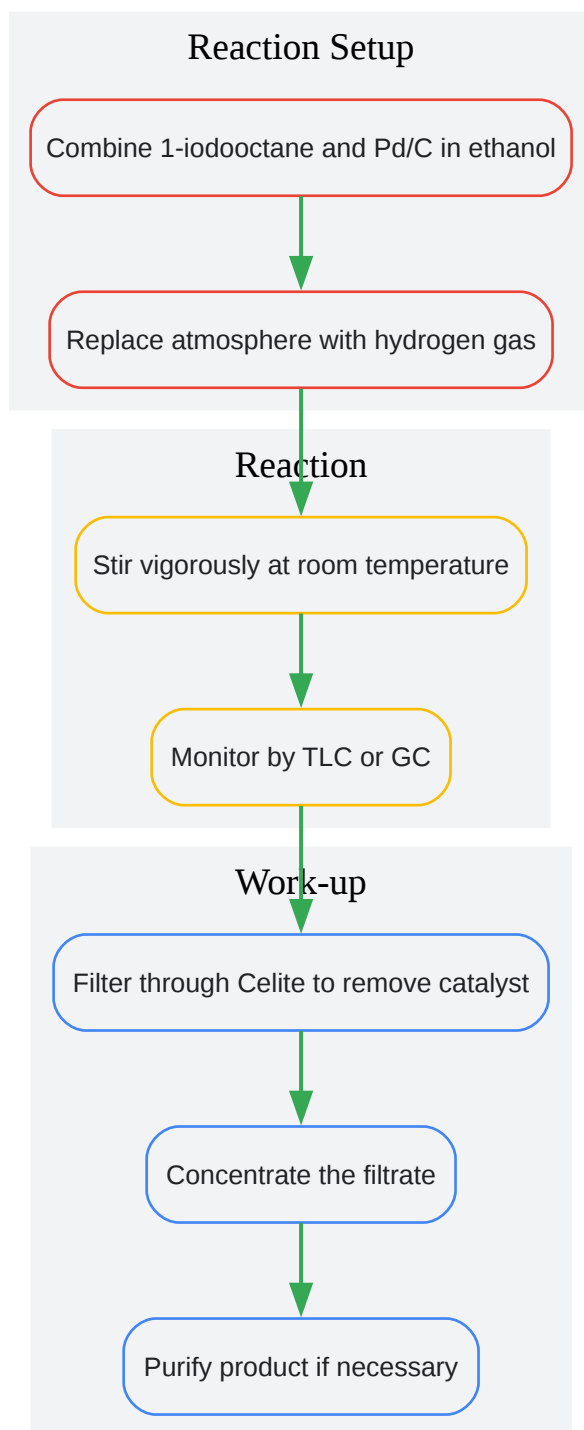 Reaction Setup
Combine 1-iodooctane and Pd/C in ethanol
Replace atmosphere with hydrogen gas
Reaction
Stir vigorously at room temperature
Monitor by TLC or GC
Work-up
Filter through Celite to remove catalyst
Concentrate the filtrate
Purify product if necessary